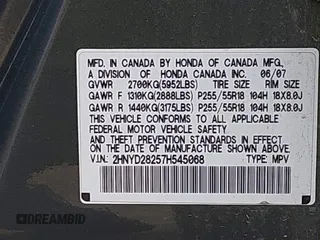 MFD. IN CANADA BY HONDA OF CANADA MFG.
A DIVISION OF HONDA CANADA INC. 06/07
GVWR 2700KG(5952LBS) TIRE SIZE RIM SIZE
GAWR F 1310KG(2888LBS) P255/55R18 104H 18X8.0J
GAWR R 1440KG(3175LBS) P255/55R18 104H 18X8.0J
THIS VEHICLE CONFORMS TO ALL APPLICABLE
FEDERAL MOTOR VEHICLE SAFETY
AND THEFT PREVENTION STANDARDS IN EFFECT
ON THE DATE OF MANUFACTURE SHOWN ABOVE.
V.I.N: 2HNYD28257H545068 TYPE: MPV
DREAMBID